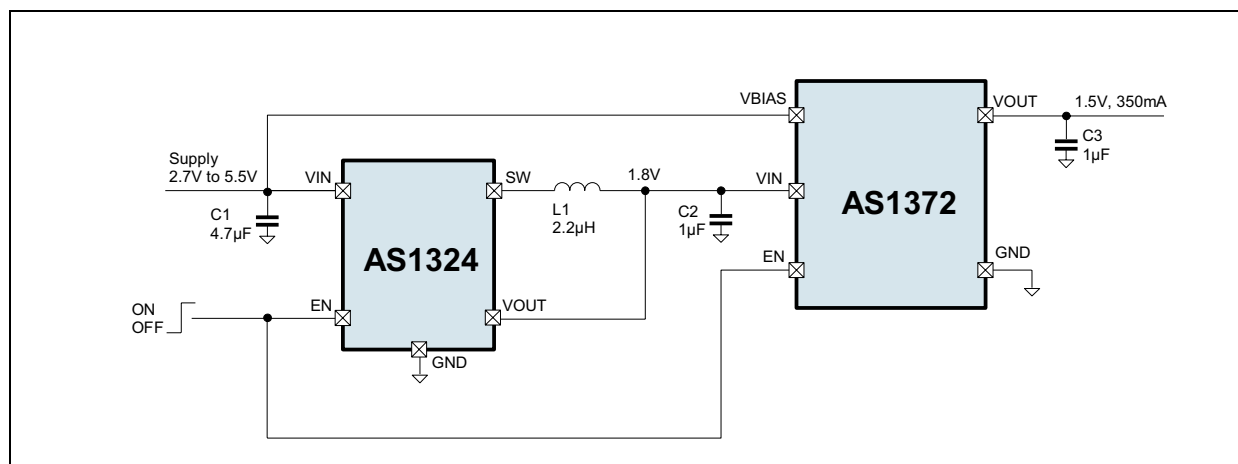 VBIAS
VOUT
1.5V, 350mA
C3
1µF
Supply
2.7V to 5.5V
VIN
SW
1.8V
VIN
C1
4.7µF
L1
2.2µH
C2
1µF
AS1372
AS1324
EN
GND
ON
OFF
EN
VOUT
GND